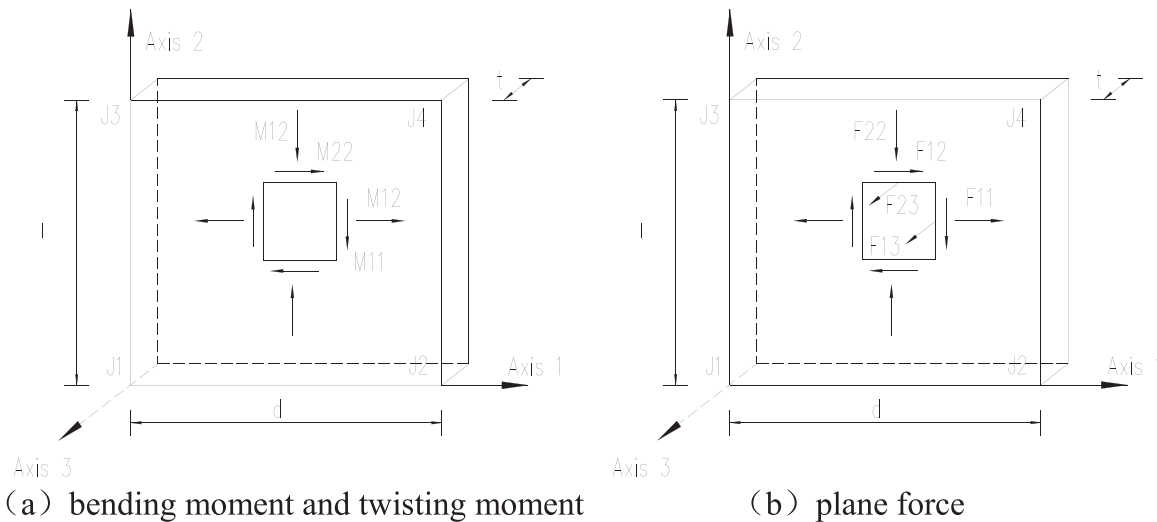 Axis 2
t
J3
J4
M12
M22
M12
M11
l
J1
J2
Axis 1
d
Axis 3
（a）bending moment and twisting moment
Axis 2
t
J3
J4
F22
F12
F23
F11
F13
l
J1
J2
Axis
d
Axis 3
（b）plane force